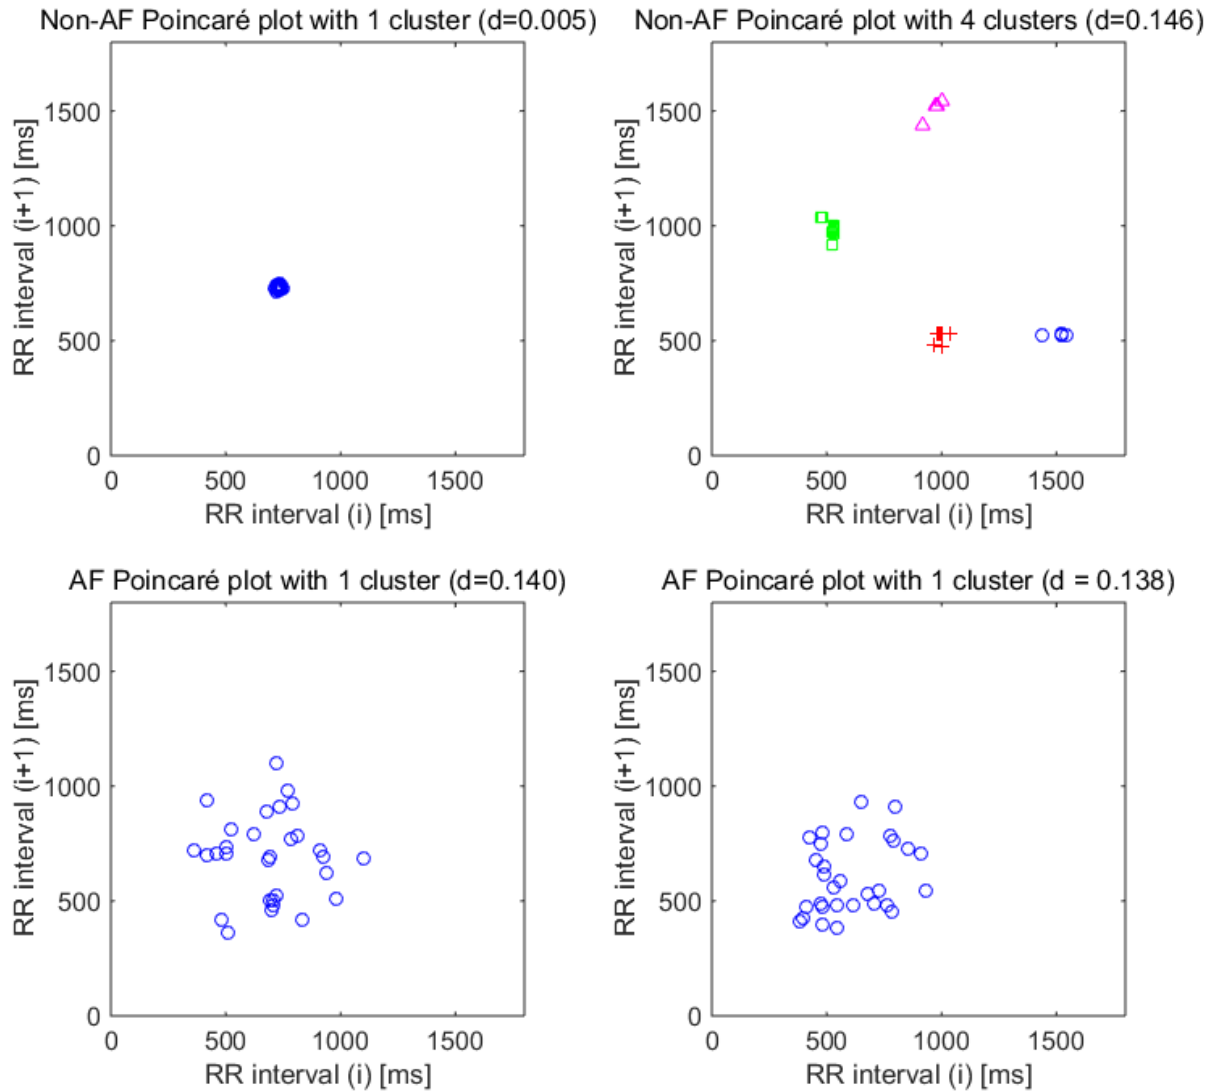 Non-AF Poincaré plot with 1 cluster (d=0.005)
RR interval (i+1) [ms]
1500
1000
500
0
0 500 1000 1500
RR interval (i) [ms]
Non-AF Poincaré plot with 4 clusters (d=0.146)
RR interval (i+1) [ms]
1500
1000
500
0
0 500 1000 1500
RR interval (i) [ms]
AF Poincaré plot with 1 cluster (d=0.140)
RR interval (i+1) [ms]
1500
1000
500
0
0 500 1000 1500
RR interval (i) [ms]
AF Poincaré plot with 1 cluster (d = 0.138)
RR interval (i+1) [ms]
1500
1000
500
0
0 500 1000 1500
RR interval (i) [ms]